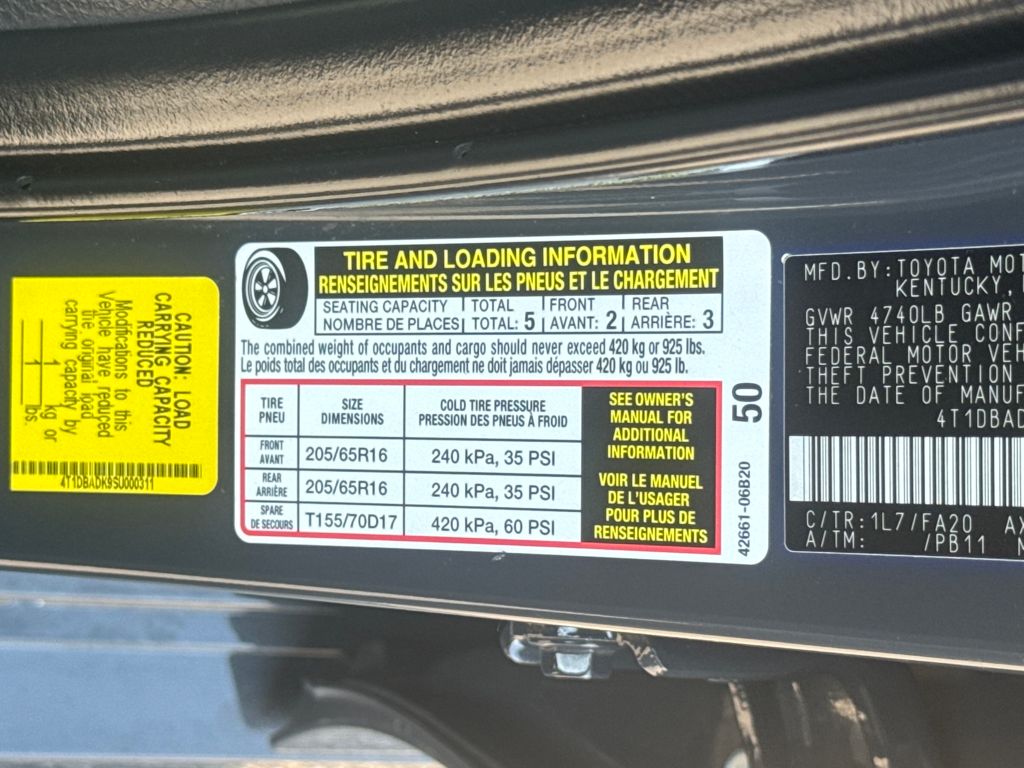 CAUTION: LOAD
CARRYING CAPACITY
REDUCED
Modifications to this
Vehicle have reduced
the original load
carrying capacity by
1 kg or
1 lbs.
4T1DBADK9SU000311
TIRE AND LOADING INFORMATION
RENSEIGNEMENTS SUR LES PNEUS ET LE CHARGEMENT
SEATING CAPACITY TOTAL FRONT REAR
NOMBRE DE PLACES TOTAL: 5 AVANT: 2 ARRIÈRE: 3
The combined weight of occupants and cargo should never exceed 420 kg or 925 lbs.
Le poids total des occupants et du chargement ne doit jamais dépasser 420 kg ou 925 lb.
TIRE SIZE COLD TIRE PRESSURE
PNEU DIMENSIONS PRESSION DES PNEUS À FROID
FRONT
AVANT 205/65R16 240 kPa, 35 PSI
REAR
ARRIÈRE 205/65R16 240 kPa, 35 PSI
SPARE
DE SECOURS T155/70D17 420 kPa, 60 PSI
SEE OWNER'S
MANUAL FOR
ADDITIONAL
INFORMATION
VOIR LE MANUEL
DE L'USAGER
POUR PLUS DE
RENSEIGNEMENTS
50
42661-06B20
MFD.BY:TOYOTA MOT
KENTUCKY,
GVWR 4740LB GAWR
THIS VEHICLE CONF
FEDERAL MOTOR VEH
THEFT PREVENTION
THE DATE OF MANUF
4T1DBAD
C/TR:1L7/FA20 AX
A/TM: /PB11